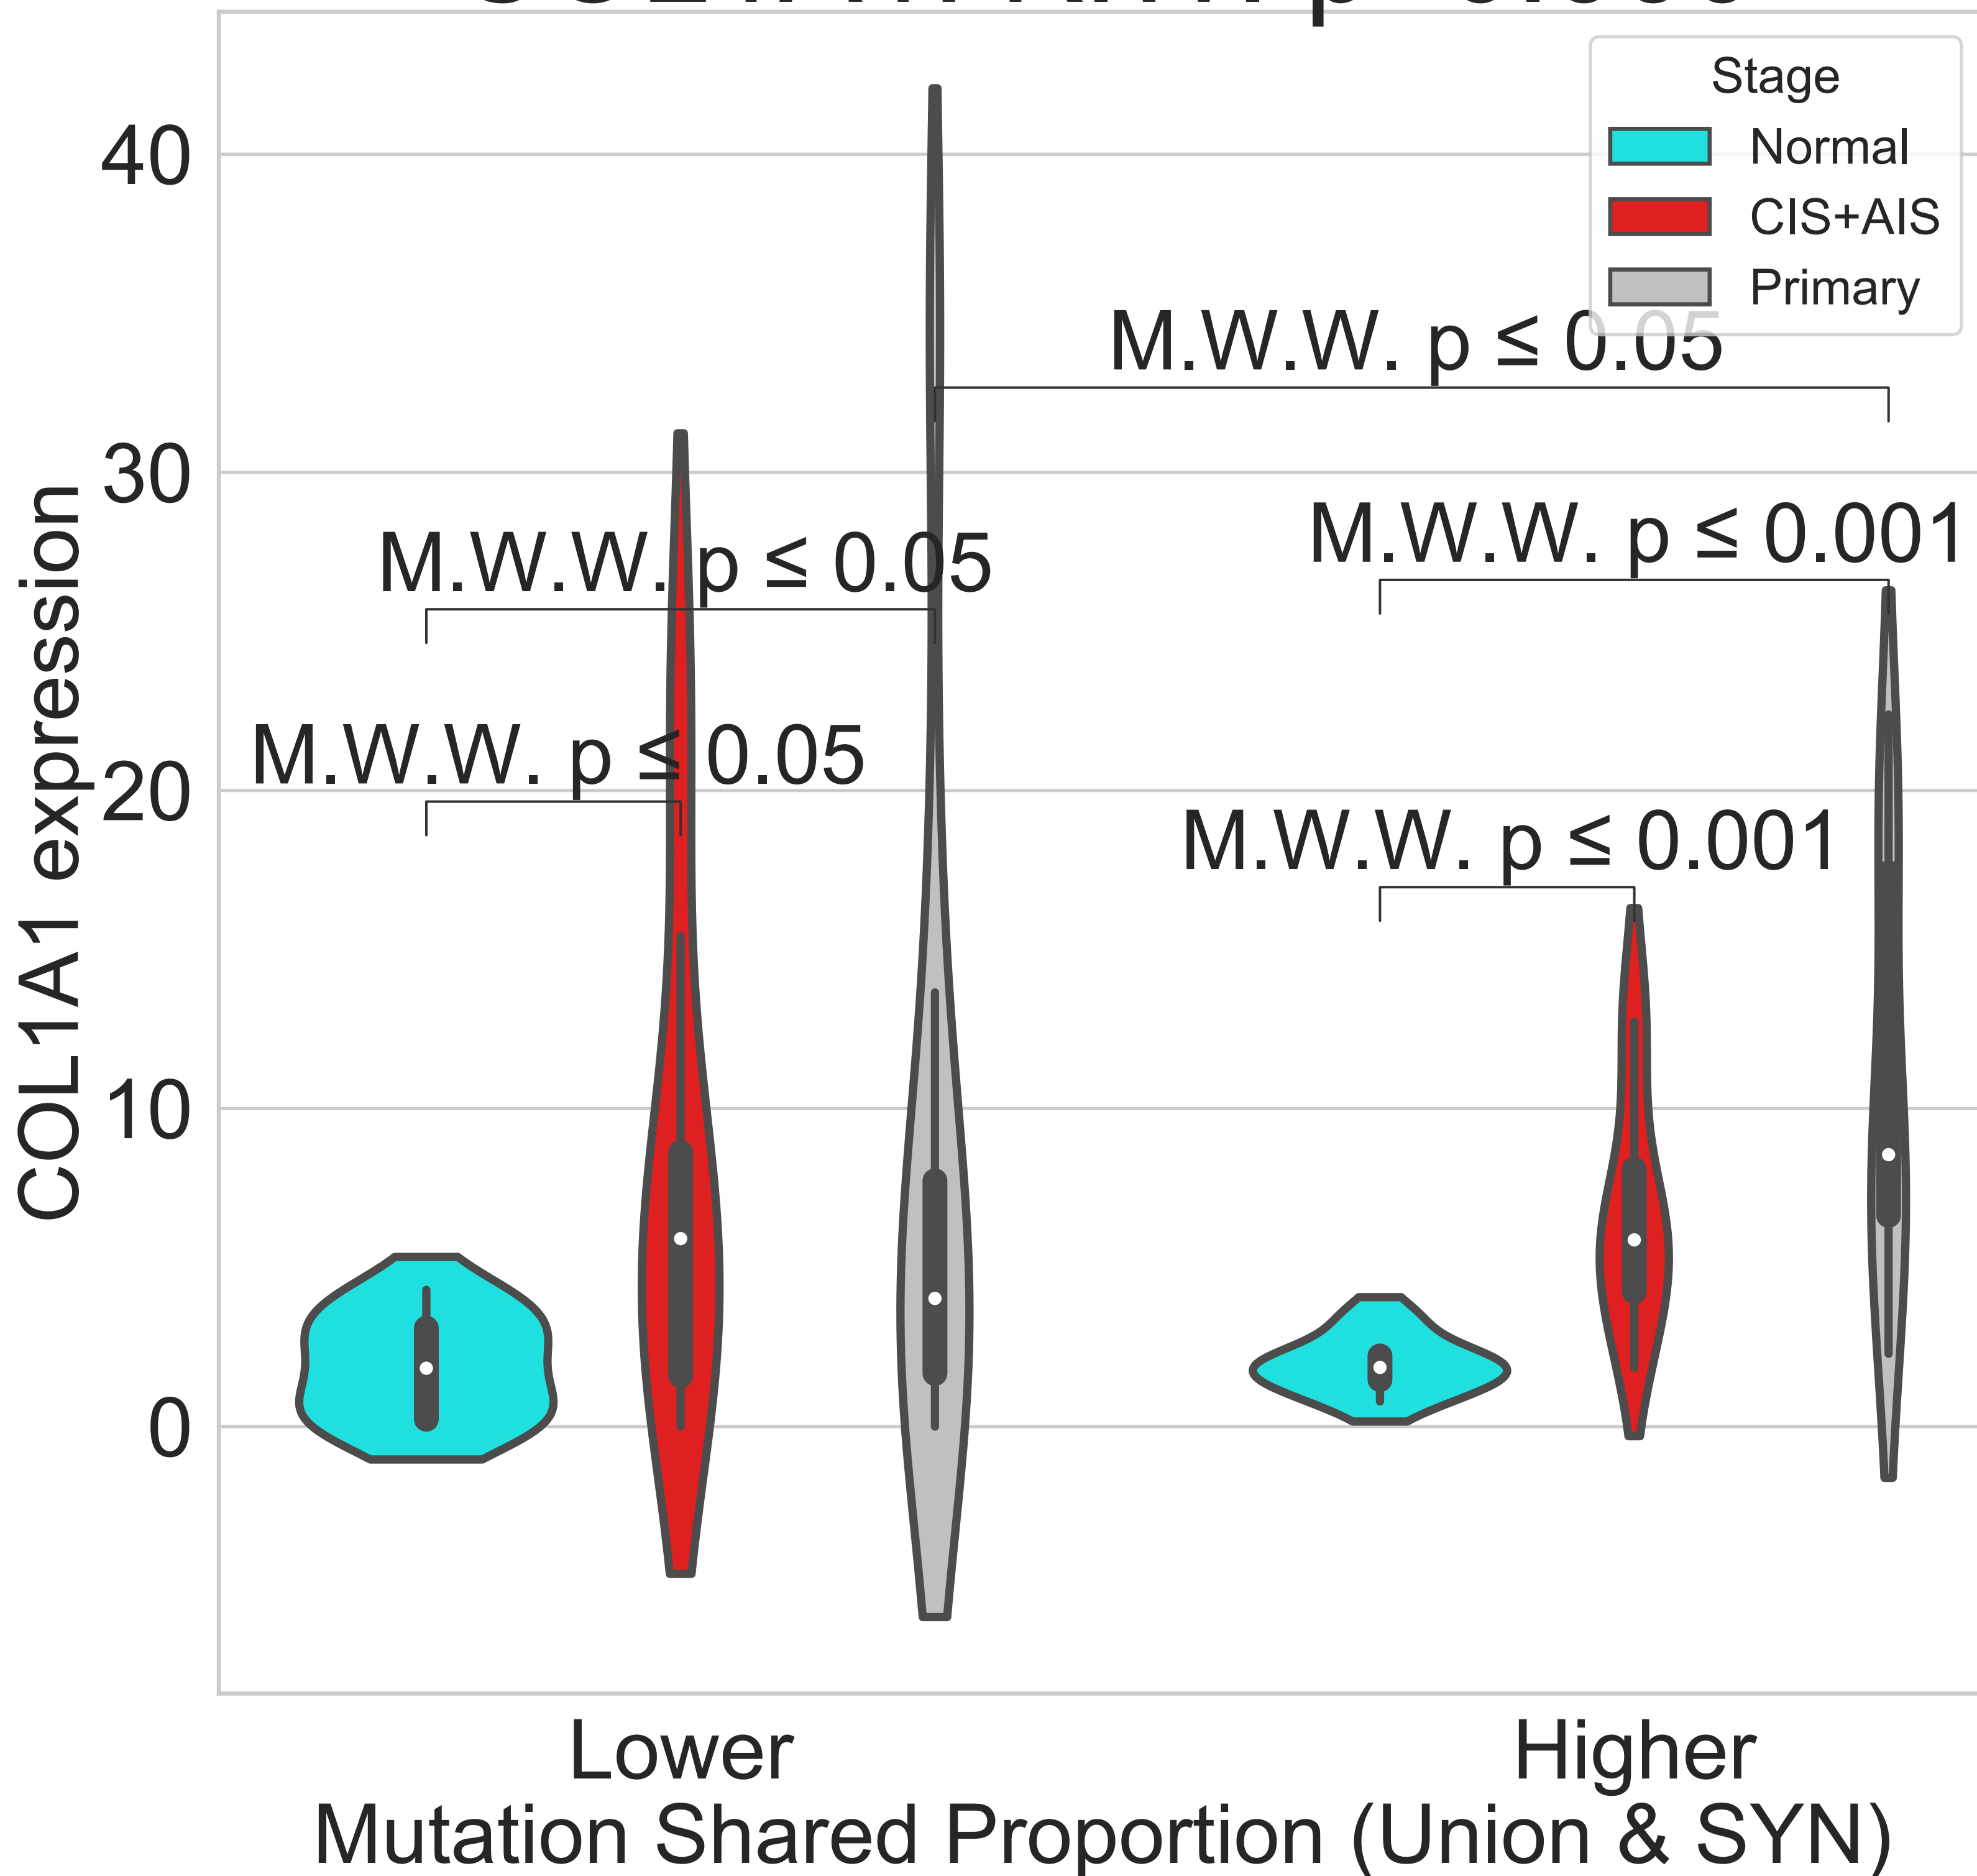 Stage
Normal
CIS+AIS
Primary
40
30
20
10
0
COL1A1 expression
M.W.W. p ≤ 0.05
M.W.W. p ≤ 0.001
M.W.W. p ≤ 0.05
M.W.W. p ≤ 0.05
M.W.W. p ≤ 0.001
Lower
Higher
Mutation Shared Proportion (Union & SYN)